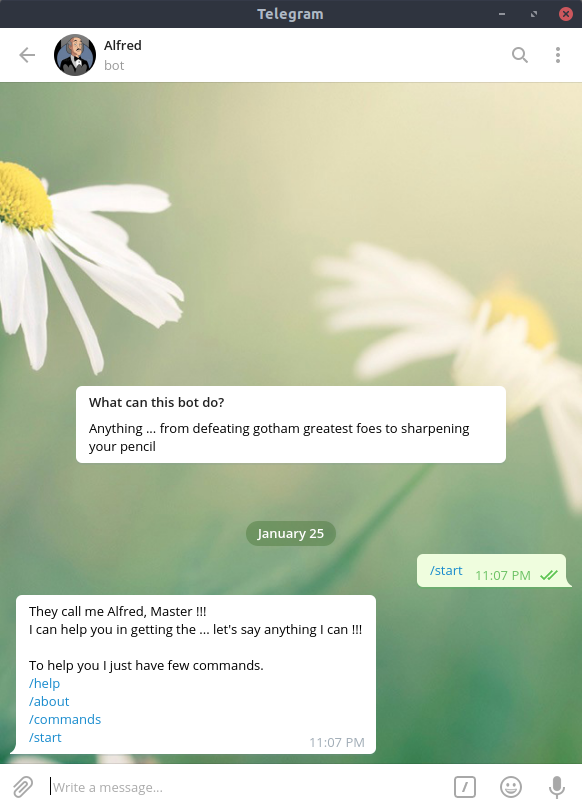 Telegram
Alfred
bot
What can this bot do?
Anything ... from defeating gotham greatest foes to sharpening
your pencil
January 25
/start 11:07 PM
They call me Alfred, Master !!!
I can help you in getting the ... let's say anything I can !!!
To help you I just have few commands.
/help
/about
/commands
/start
11:07 PM
Write a message...